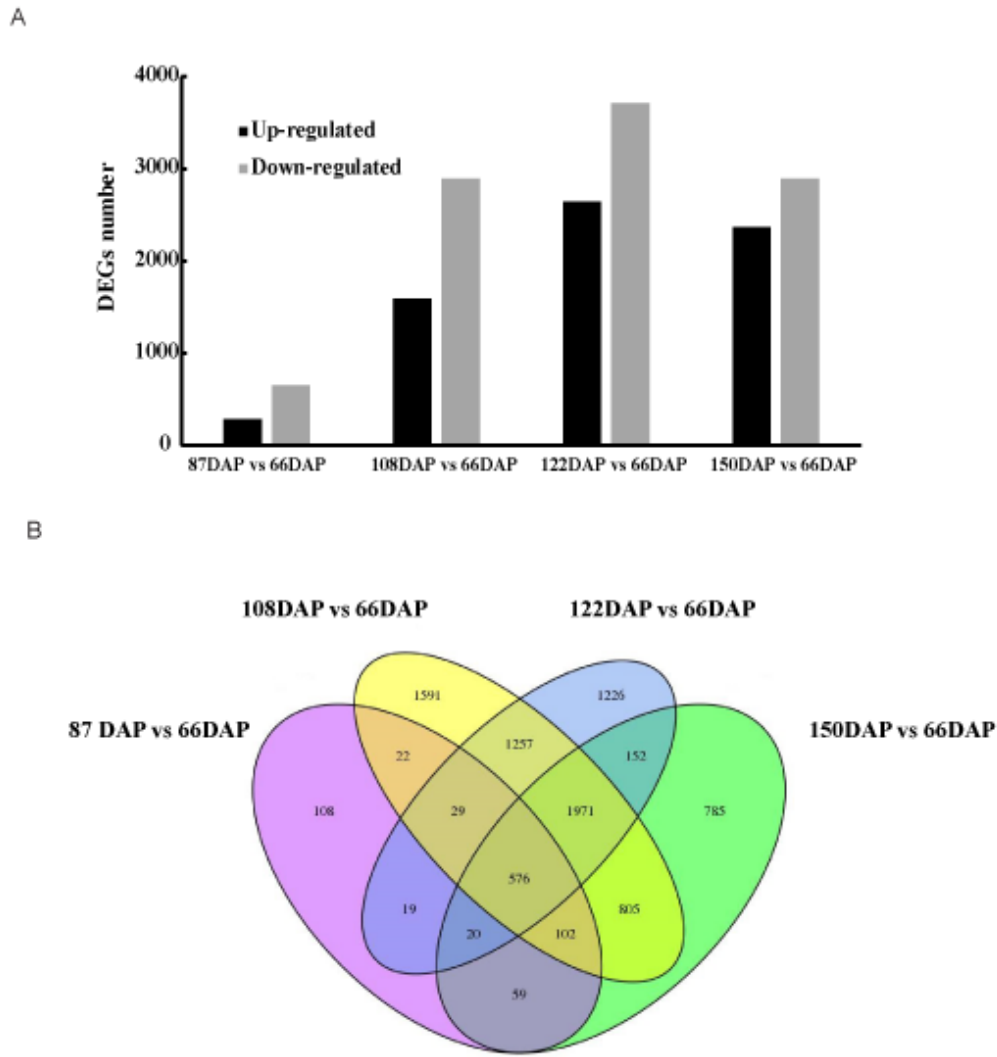 A
4000
Up-regulated
Down-regulated
3000
2000
1000
0
DEGs number
87DAP vs 66DAP
108DAP vs 66DAP
122DAP vs 66DAP
150DAP vs 66DAP
B
108DAP vs 66DAP
122DAP vs 66DAP
87 DAP vs 66DAP
150DAP vs 66DAP
1591
1226
1257
22
152
108
29
1971
785
576
19
805
20
102
59